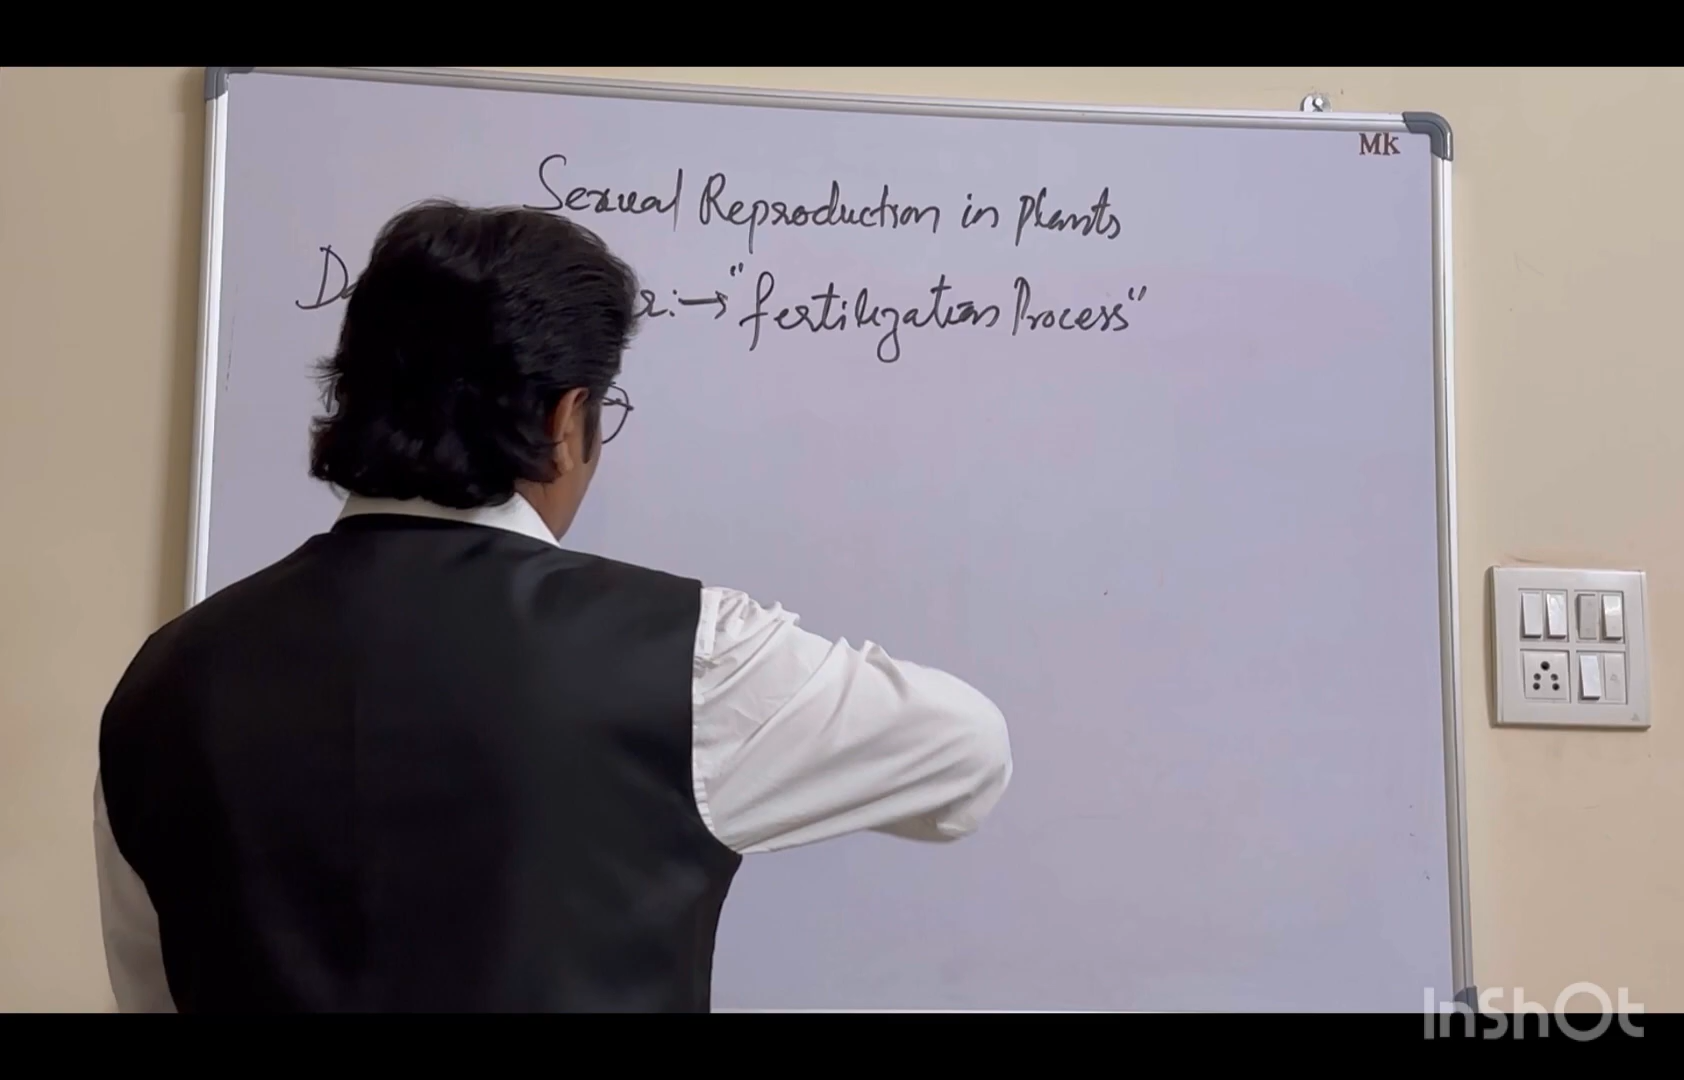 MK
Sexual Reproduction in Plants
r:→ "fertilization Process"
InShOt